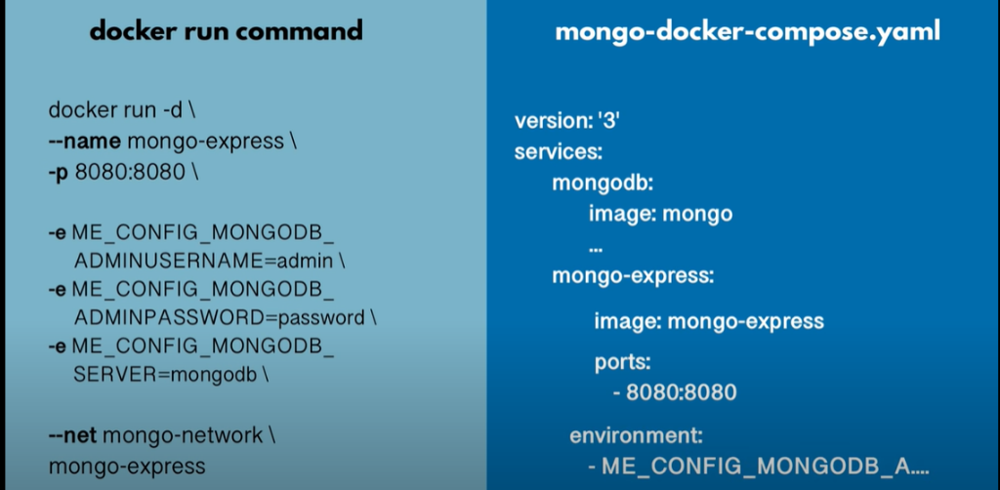 docker run command
docker run -d \
--name mongo-express \
-p 8080:8080 \
-e ME_CONFIG_MONGODB_
ADMINUSERNAME=admin \
-e ME_CONFIG_MONGODB_
ADMINPASSWORD=password \
-e ME_CONFIG_MONGODB_
SERVER=mongodb \
--net mongo-network \
mongo-express
mongo-docker-compose.yaml
version: '3'
services:
mongodb:
image: mongo
...
mongo-express:
image: mongo-express
ports:
- 8080:8080
environment:
- ME_CONFIG_MONGODB_A....